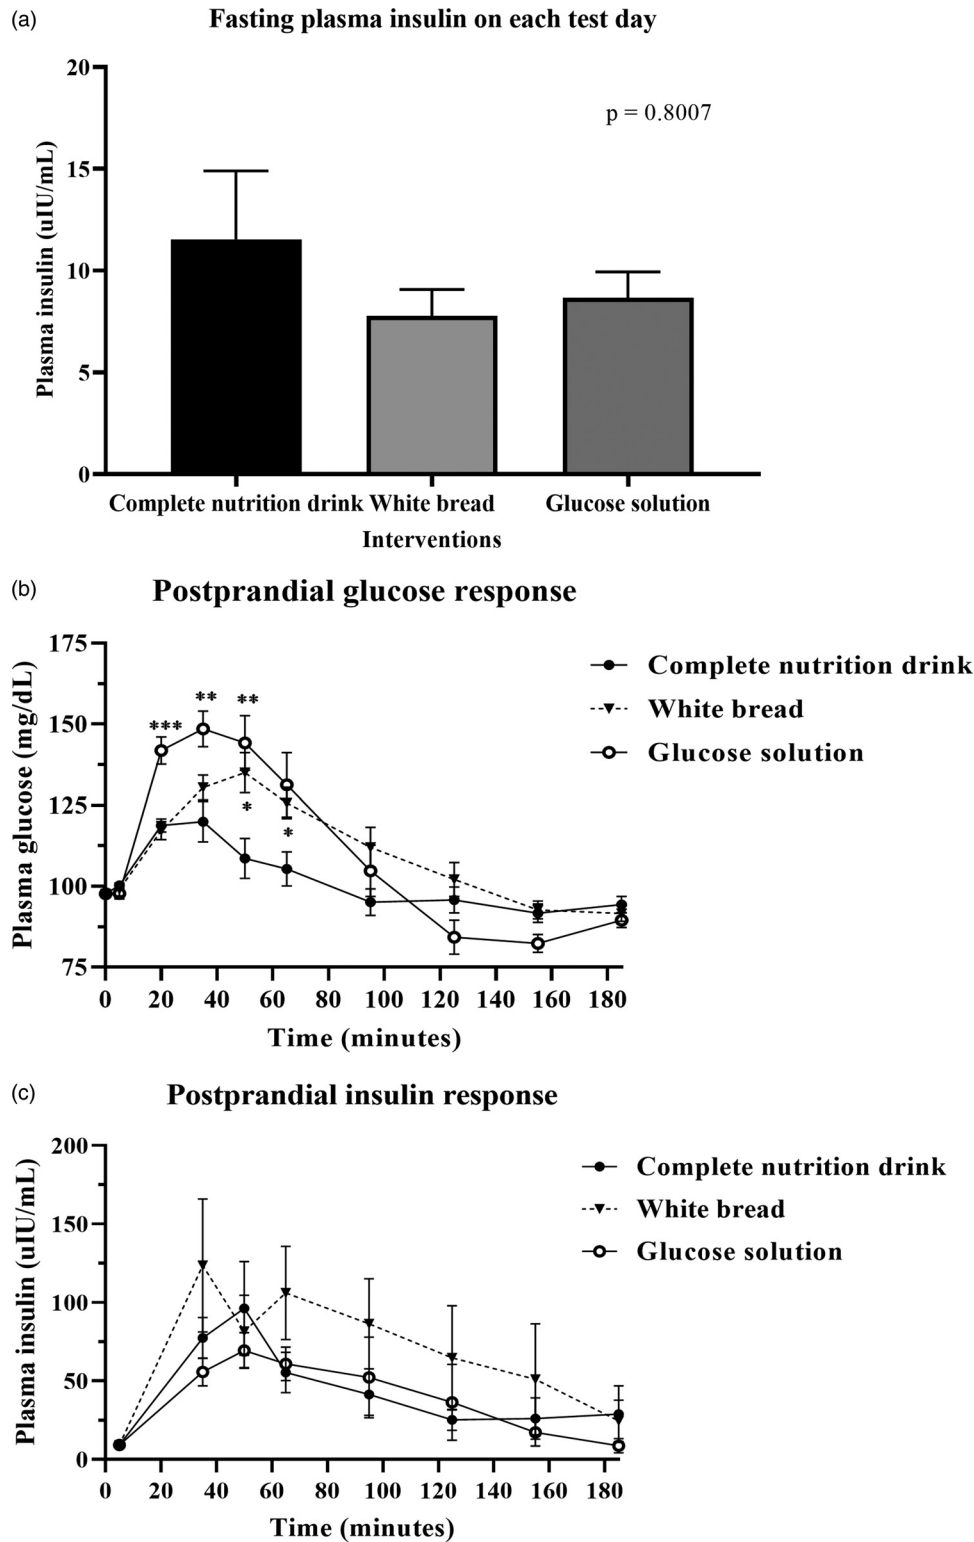 (a)
Fasting plasma insulin on each test day
20
15
10
5
0
Plasma insulin (uIU/mL)
p = 0.8007
Complete nutrition drink White bread Glucose solution
Interventions
(b)
Postprandial glucose response
175
150
125
100
75
Plasma glucose (mg/dL)
***
**
**
*
*
Complete nutrition drink
White bread
Glucose solution
0 20 40 60 80 100 120 140 160 180
Time (minutes)
(c)
Postprandial insulin response
200
150
100
50
0
Plasma insulin (uIU/mL)
Complete nutrition drink
White bread
Glucose solution
0 20 40 60 80 100 120 140 160 180
Time (minutes)